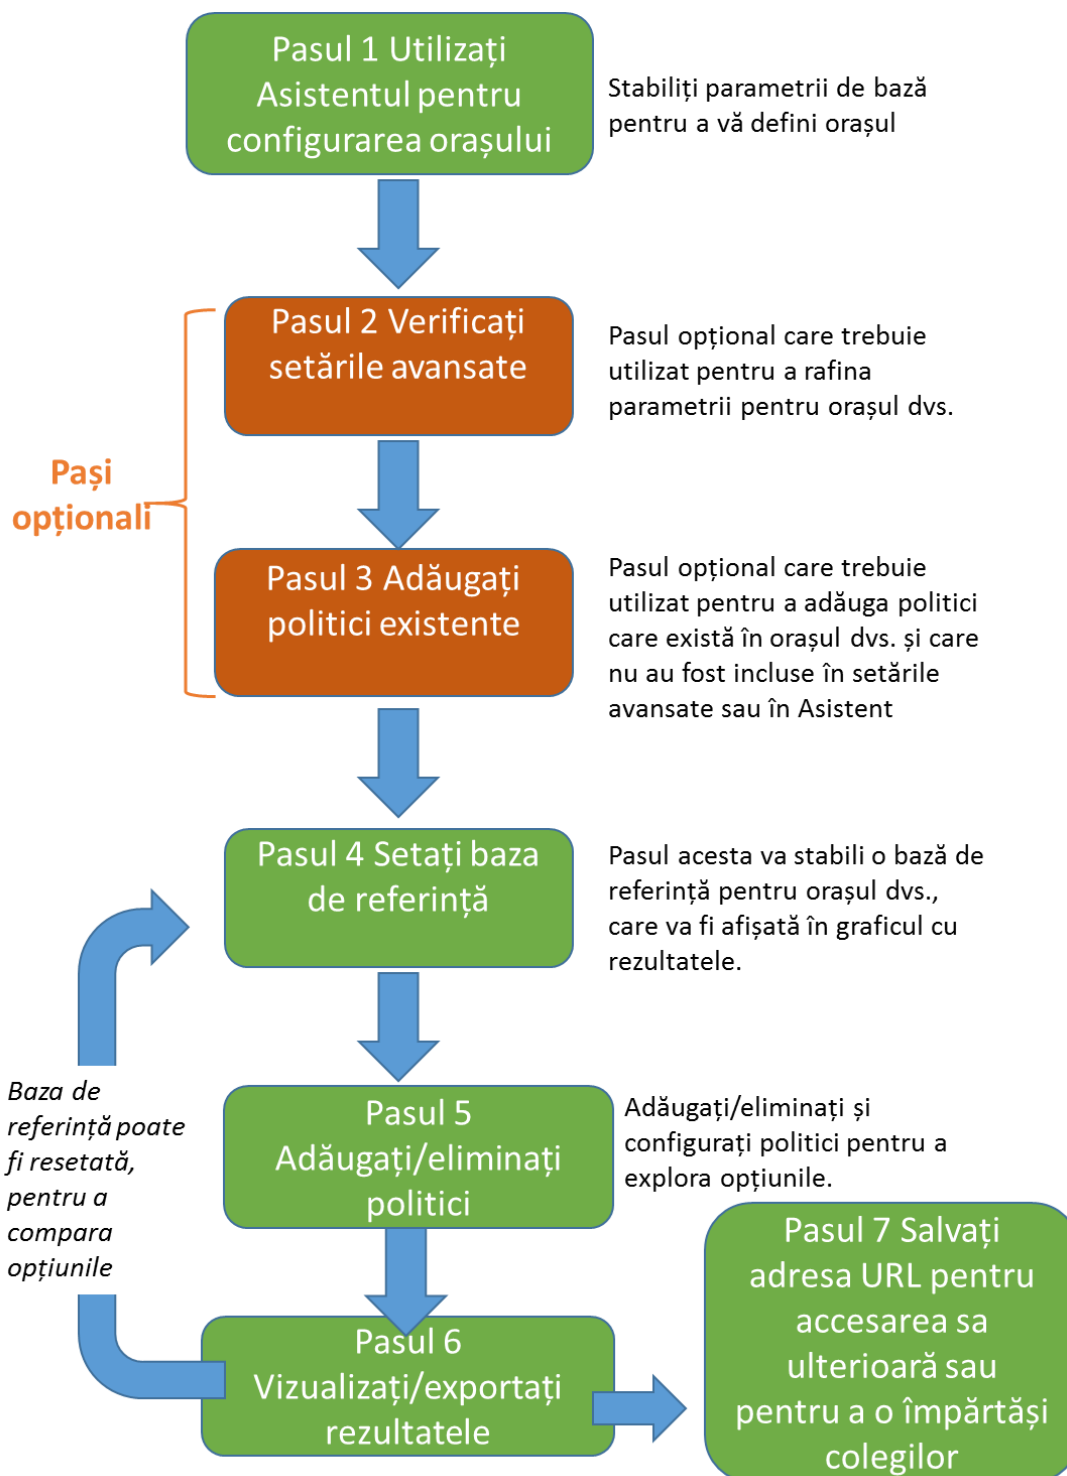 Pasul 1 Utilizați
Asistentul pentru
configurarea orașului
Stabiliți parametrii de bază
pentru a vă defini orașul
Pasul 2 Verificați
setările avansate
Pasul opțional care trebuie
utilizat pentru a rafina
parametrii pentru orașul dvs.
Pași
opționali
Pasul 3 Adăugați
politici existente
Pasul opțional care trebuie
utilizat pentru a adăuga politici
care există în orașul dvs. și care
nu au fost incluse în setările
avansate sau în Asistent
Pasul 4 Setați baza
de referință
Pasul acesta va stabili o bază de
referință pentru orașul dvs.,
care va fi afișată în graficul cu
rezultatele.
Baza de
referință poate
fi resetată,
pentru a
compara
opțiunile
Pasul 5
Adăugați/eliminați
politici
Adăugați/eliminați și
configurați politici pentru a
explora opțiunile.
Pasul 6
Vizualizați/exportați
rezultatele
Pasul 7 Salvați
adresa URL pentru
accesarea sa
ulterioară sau
pentru a o împărtăși
colegilor